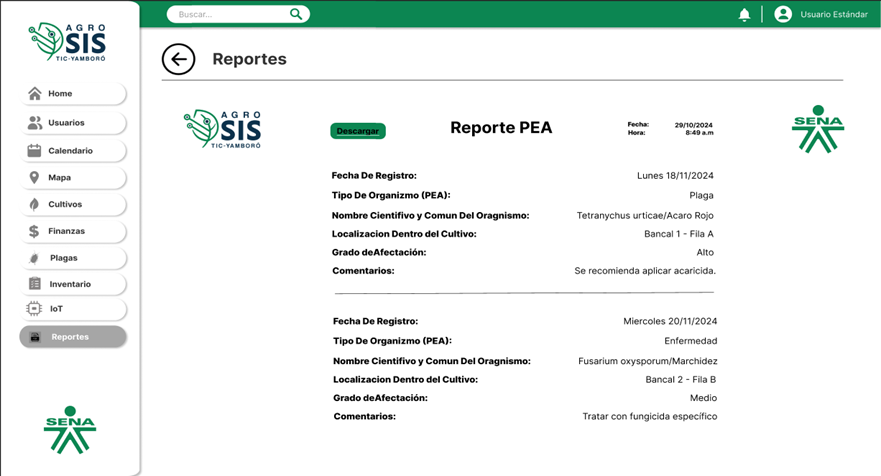 AGRO
SIS
TIC-YAMBORÓ
Buscar...
Usuario Estándar
Reportes
Home
Usuarios
Calendario
Mapa
Cultivos
Finanzas
Plagas
Inventario
IoT
Reportes
SENA
AGRO
SIS
TIC-YAMBORÓ
Descargar
Reporte PEA
Fecha: 29/10/2024
Hora: 8:49 a.m
SENA
Fecha De Registro: Lunes 18/11/2024
Tipo De Organizmo (PEA): Plaga
Nombre Cientifivo y Comun Del Oragnismo: Tetranychus urticae/Acaro Rojo
Localizacion Dentro del Cultivo: Bancal 1 - Fila A
Grado deAfectación: Alto
Comentarios: Se recomienda aplicar acaricida.
Fecha De Registro: Miercoles 20/11/2024
Tipo De Organizmo (PEA): Enfermedad
Nombre Cientifivo y Comun Del Oragnismo: Fusarium oxysporum/Marchidez
Localizacion Dentro del Cultivo: Bancal 2 - Fila B
Grado deAfectación: Medio
Comentarios: Tratar con fungicida específico